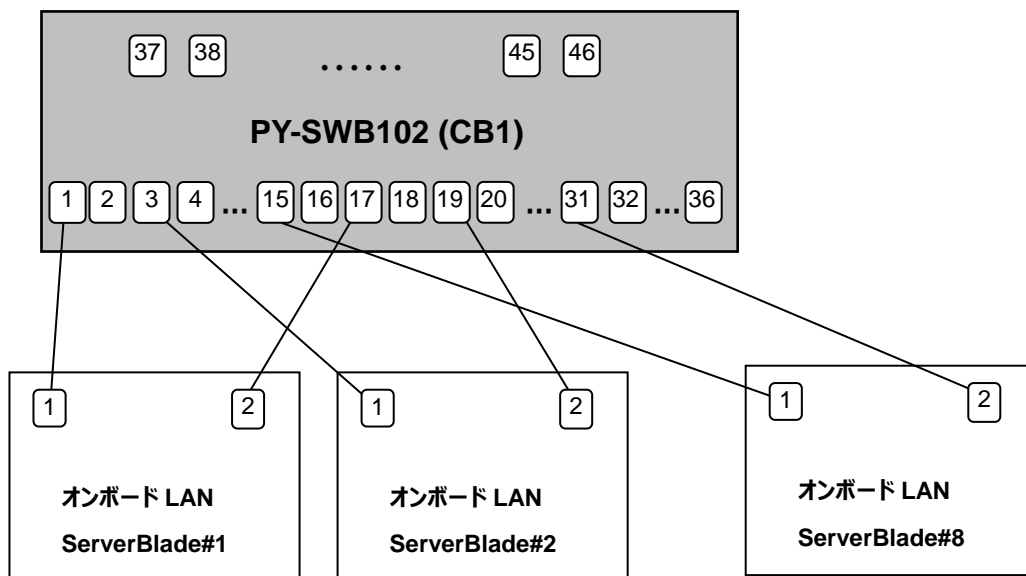 37 38 ...... 45 46
PY-SWB102 (CB1)
1 2 3 4 ... 15 16 17 18 19 20 ... 31 32 ... 36
1 2 1 2 1 2
オンボード LAN
ServerBlade#1
オンボード LAN
ServerBlade#2
オンボード LAN
ServerBlade#8